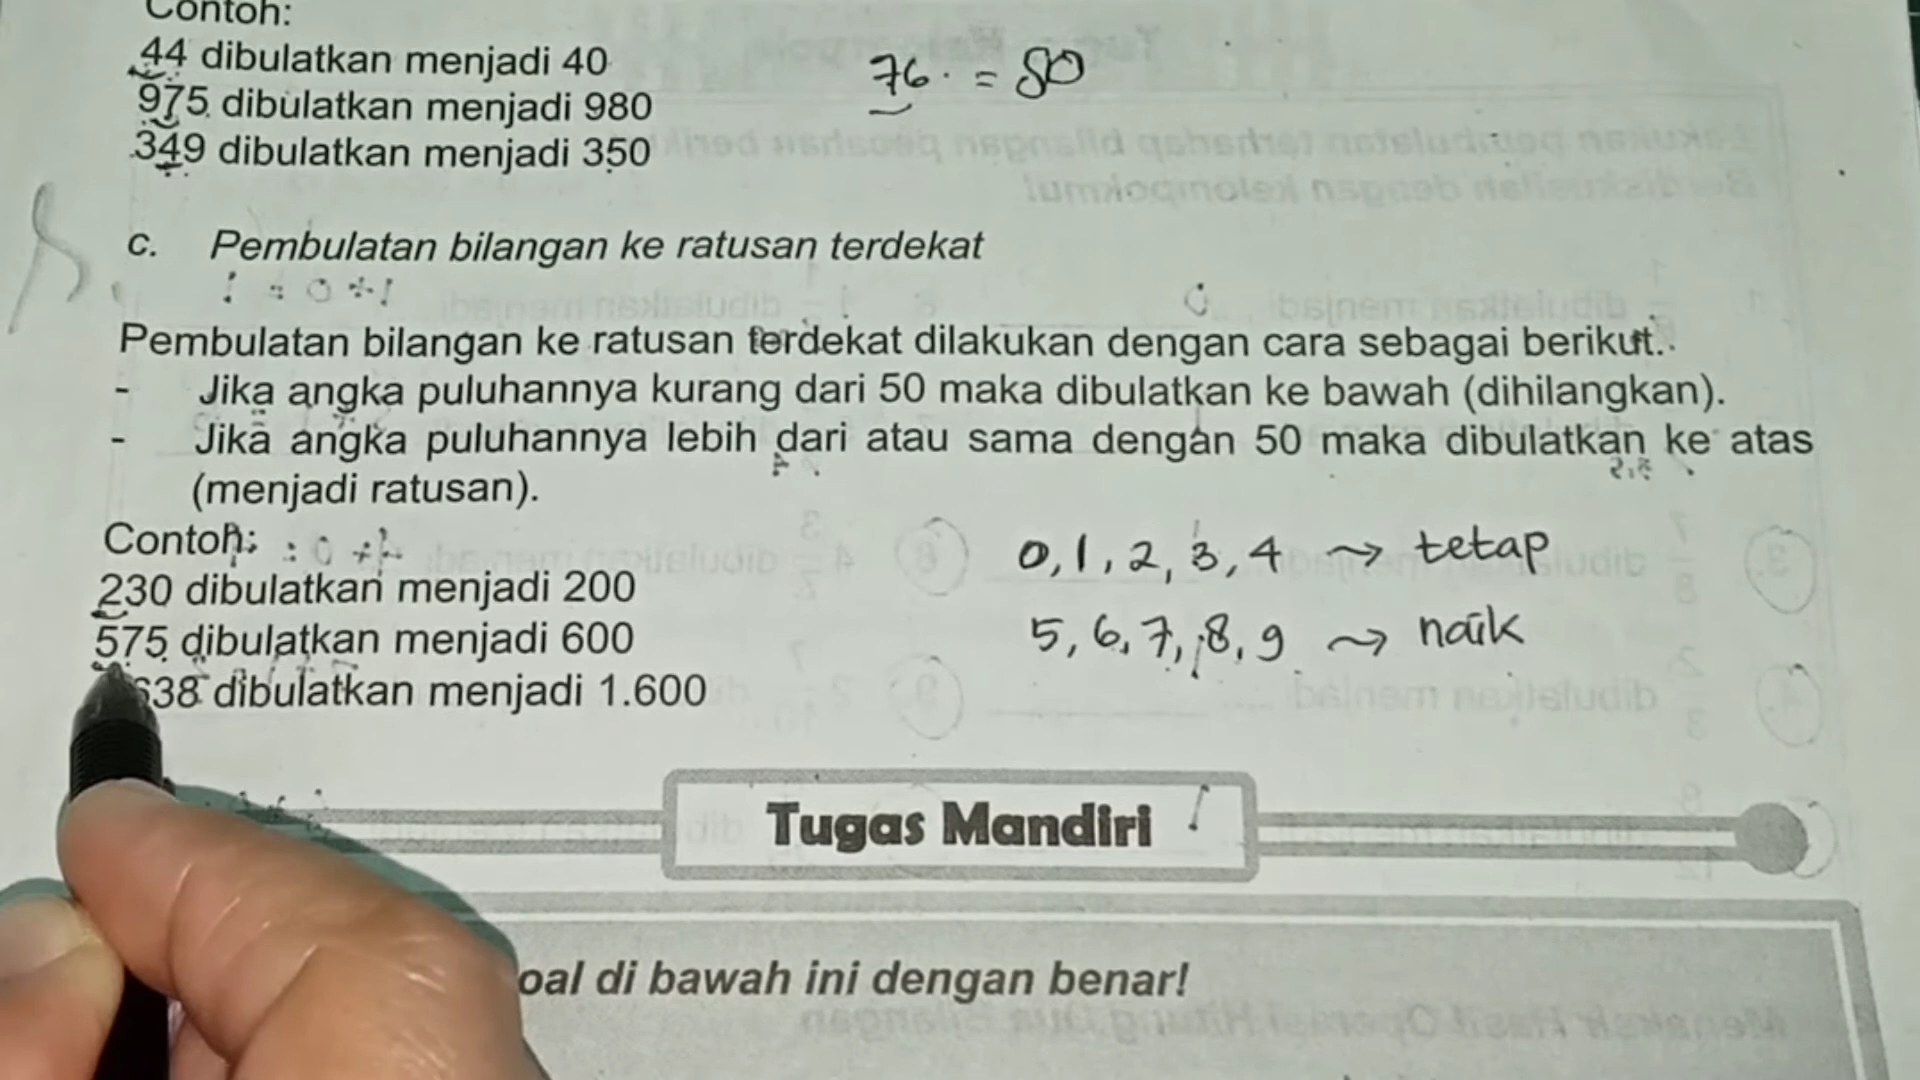 Contoh:
44 dibulatkan menjadi 40
76 = 80
975 dibulatkan menjadi 980
349 dibulatkan menjadi 350
c. Pembulatan bilangan ke ratusan terdekat
Pembulatan bilangan ke ratusan terdekat dilakukan dengan cara sebagai berikut.
- Jika angka puluhannya kurang dari 50 maka dibulatkan ke bawah (dihilangkan).
- Jika angka puluhannya lebih dari atau sama dengan 50 maka dibulatkan ke atas
(menjadi ratusan).
Contoh:
230 dibulatkan menjadi 200
575 dibulatkan menjadi 600
638 dibulatkan menjadi 1.600
0, 1, 2, 3, 4 → tetap
5, 6, 7, 8, 9 → naik
Tugas Mandiri
oal di bawah ini dengan benar!